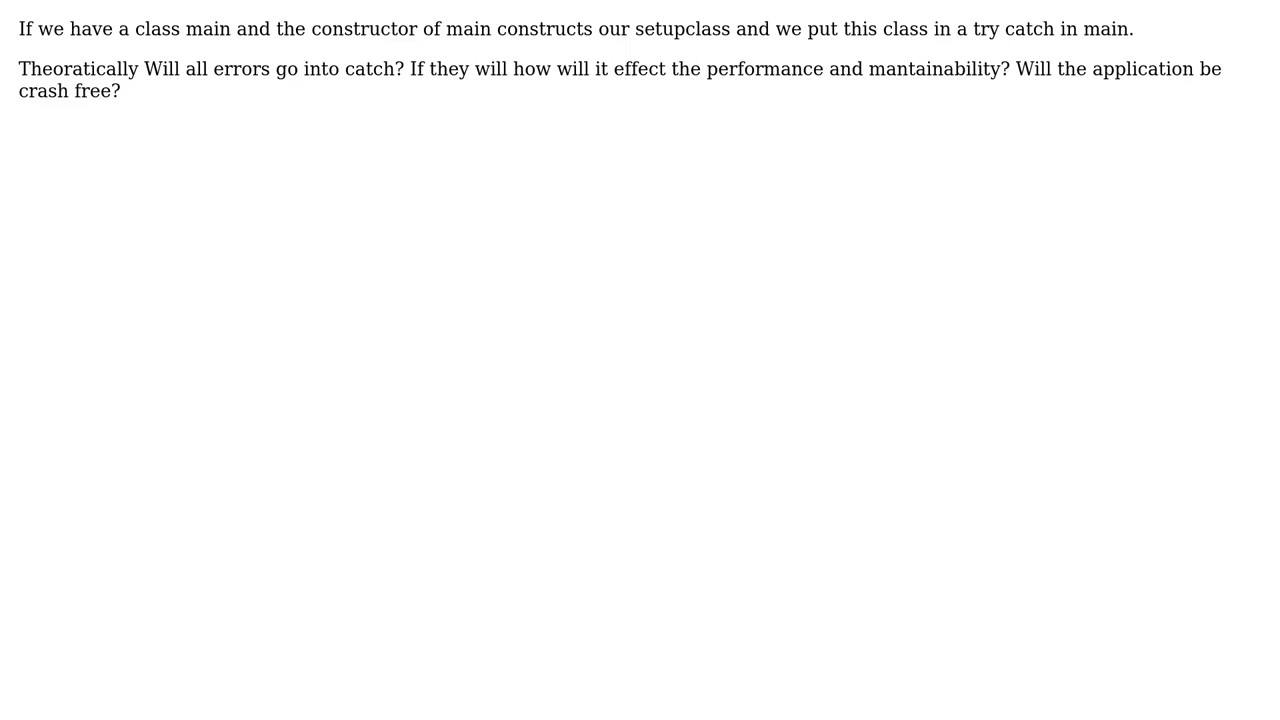 If we have a class main and the constructor of main constructs our setupclass and we put this class in a try catch in main.
Theoratically Will all errors go into catch? If they will how will it effect the performance and mantainability? Will the application be
crash free?